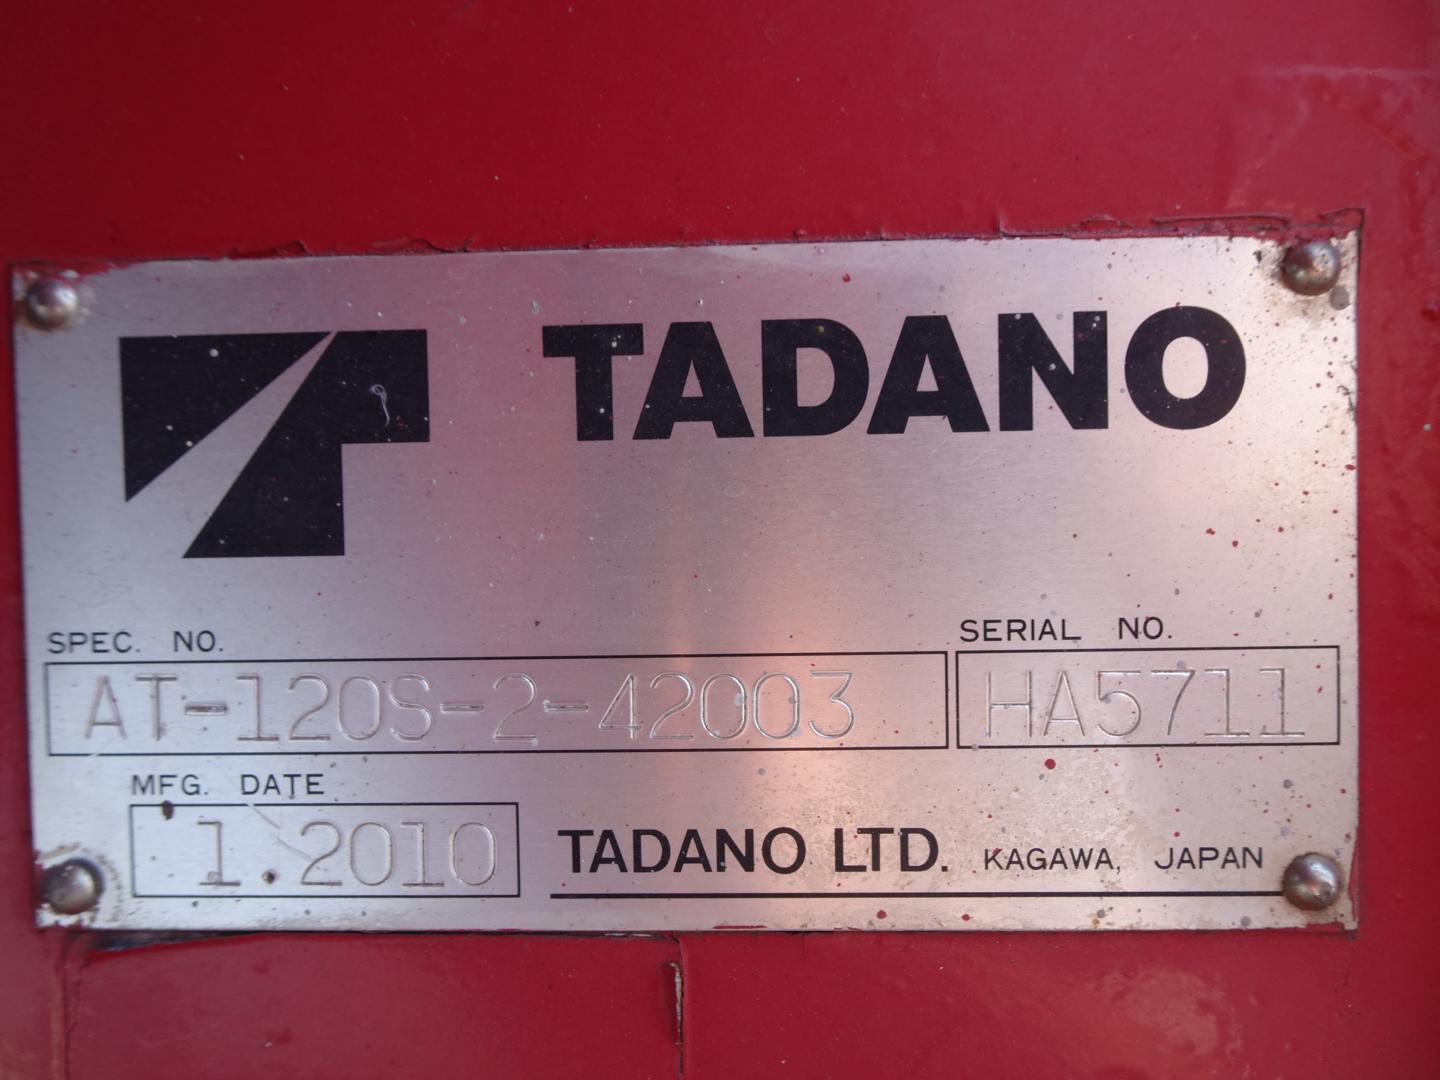 TADANO
SPEC. NO.
SERIAL NO.
AT-120S-2-42003
HA5711
MFG. DATE
1.2010
TADANO LTD. KAGAWA, JAPAN